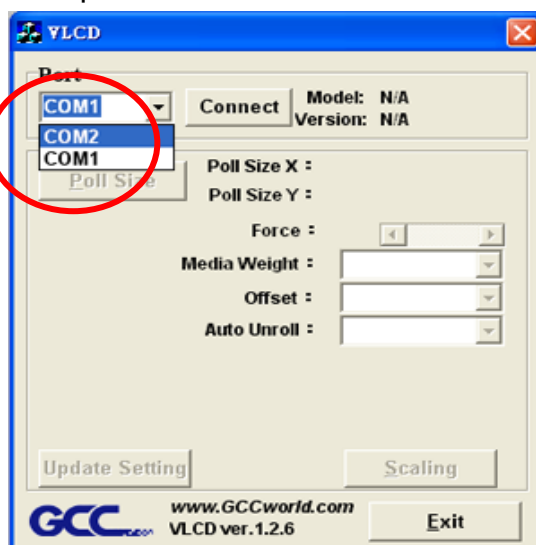 VLCD
Port
COM1 Connect Model: N/A
Version: N/A
COM2
COM1
Poll Size Poll Size X :
Poll Size Y :
Force :
Media Weight :
Offset :
Auto Unroll :
Update Setting Scaling
GCC www.GCCworld.com
VLCD ver.1.2.6 Exit